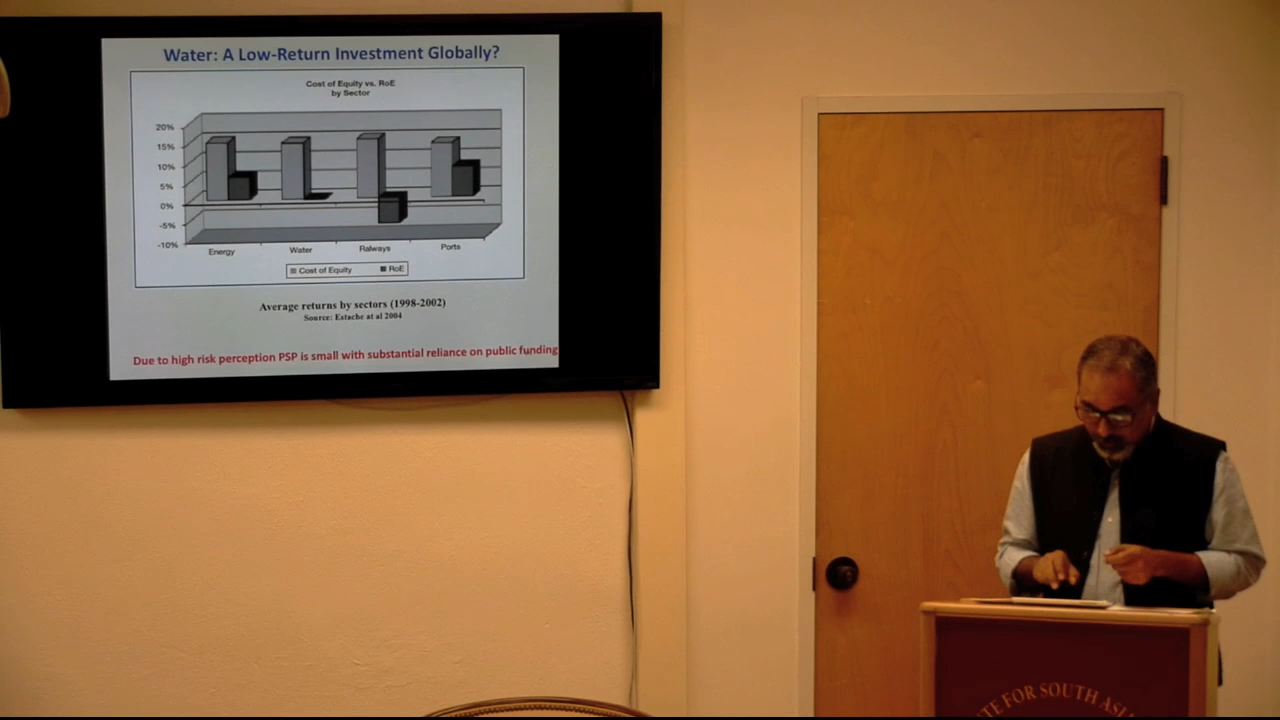 Water: A Low-Return Investment Globally?
Cost of Equity vs. RoE
by Sector
20%
15%
10%
5%
0%
-5%
-10%
Energy
Water
Railways
Ports
Cost of Equity
RoE
Average returns by sectors (1998-2002)
Source: Estache at al 2004
Due to high risk perception PSP is small with substantial reliance on public funding
FOR SOUTH